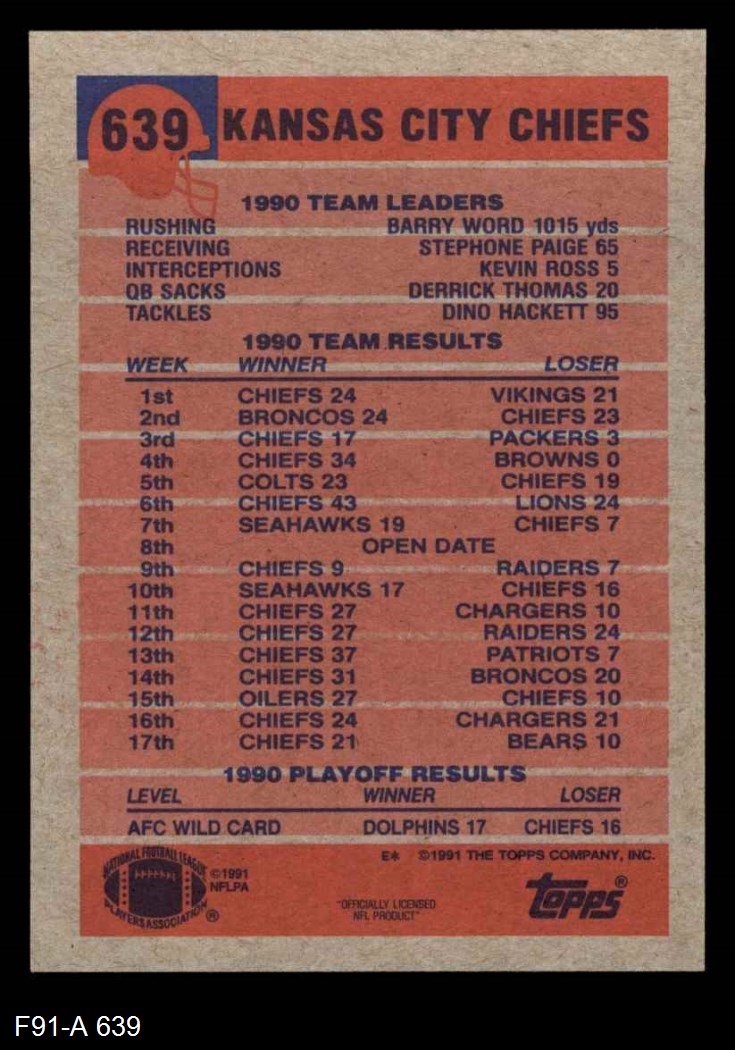 639 KANSAS CITY CHIEFS
1990 TEAM LEADERS
RUSHING BARRY WORD 1015 yds
RECEIVING STEPHONE PAIGE 65
INTERCEPTIONS KEVIN ROSS 5
QB SACKS DERRICK THOMAS 20
TACKLES DINO HACKETT 95
1990 TEAM RESULTS
WEEK WINNER LOSER
1st CHIEFS 24 VIKINGS 21
2nd BRONCOS 24 CHIEFS 23
3rd CHIEFS 17 PACKERS 3
4th CHIEFS 34 BROWNS 0
5th COLTS 23 CHIEFS 19
6th CHIEFS 43 LIONS 24
7th SEAHAWKS 19 CHIEFS 7
8th OPEN DATE
9th CHIEFS 9 RAIDERS 7
10th SEAHAWKS 17 CHIEFS 16
11th CHIEFS 27 CHARGERS 10
12th CHIEFS 27 RAIDERS 24
13th CHIEFS 37 PATRIOTS 7
14th CHIEFS 31 BRONCOS 20
15th OILERS 27 CHIEFS 10
16th CHIEFS 24 CHARGERS 21
17th CHIEFS 21 BEARS 10
1990 PLAYOFF RESULTS
LEVEL WINNER LOSER
AFC WILD CARD DOLPHINS 17 CHIEFS 16
E* ©1991 THE TOPPS COMPANY, INC.
NATIONAL FOOTBALL LEAGUE
PLAYERS ASSOCIATION ®
©1991
NFLPA
"OFFICIALLY LICENSED
NFL PRODUCT"
topps®
F91-A 639